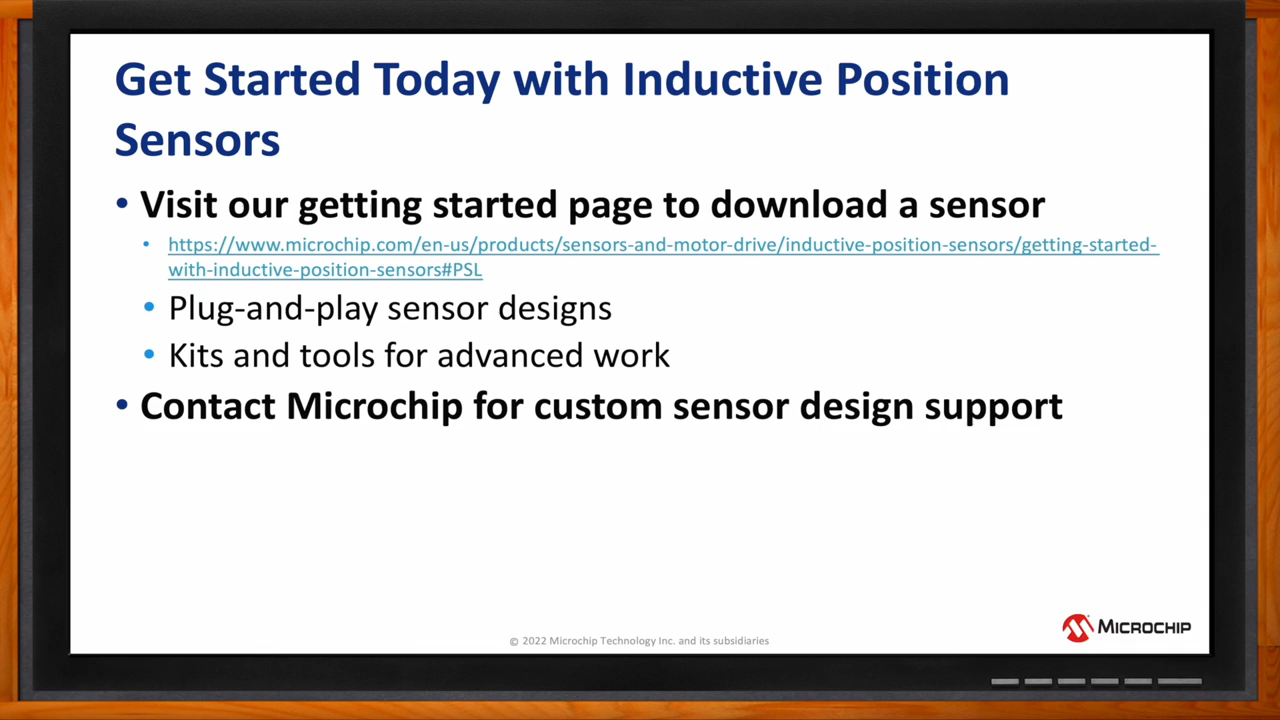 Get Started Today with Inductive Position
Sensors
• Visit our getting started page to download a sensor
• https://www.microchip.com/en-us/products/sensors-and-motor-drive/inductive-position-sensors/getting-started-
with-inductive-position-sensors#PSL
• Plug-and-play sensor designs
• Kits and tools for advanced work
• Contact Microchip for custom sensor design support
MICROCHIP
© 2022 Microchip Technology Inc. and its subsidiaries